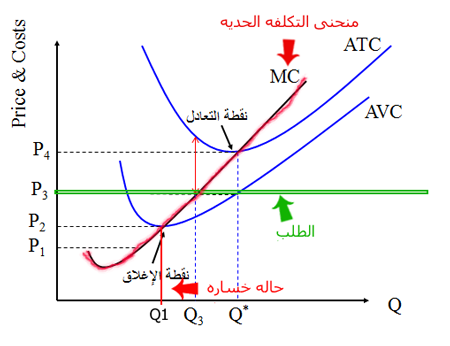 منحنى التكلفه الحديه
ATC
MC
Price & Costs
نقطة التعادل
AVC
P4
P3
P2
الطلب
P1
نقطة الإغلاق
حاله خساره
Q1
Q3
Q*
Q